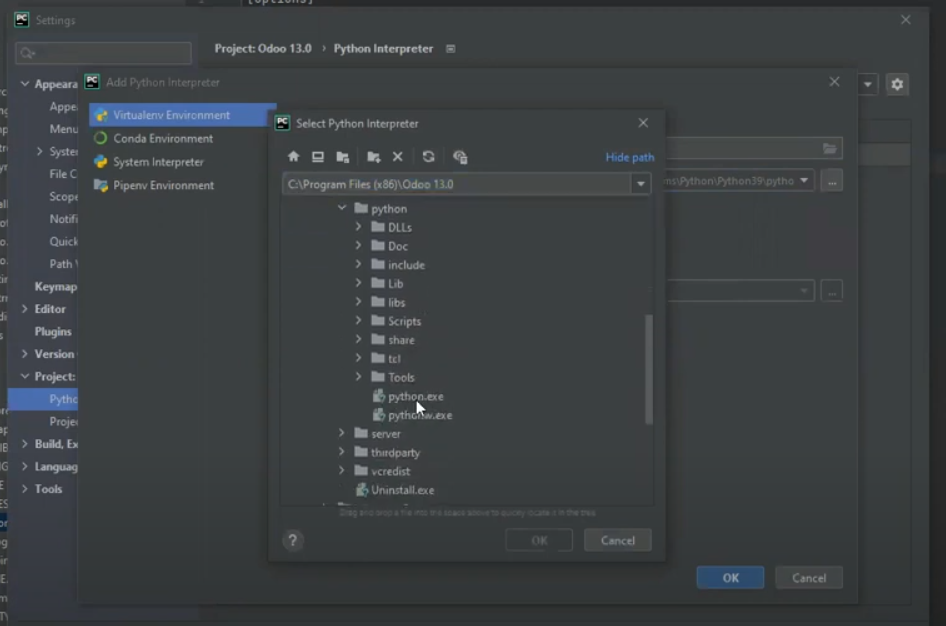 [options]
Settings
Project: Odoo 13.0 › Python Interpreter
Appeara
Add Python Interpreter
Appe
Menu
Syster
File C
Scope
Notifi
Quick
Path
Keymap
Editor
Plugins
Version
Project:
Pytho
Projec
Build, Ex
Languag
Tools
Virtualenv Environment
Conda Environment
System Interpreter
Pipenv Environment
Select Python Interpreter
Hide path
C:\Program Files (x86)\Odoo 13.0
ms\Python\Python39\pytho
...
...
python
DLLs
Doc
include
Lib
libs
Scripts
share
tcl
Tools
python.exe
pythonw.exe
server
thirdparty
vcredist
Uninstall.exe
Drag and drop a file into the space above to quickly locate it in the tree
?
OK
Cancel
OK
Cancel